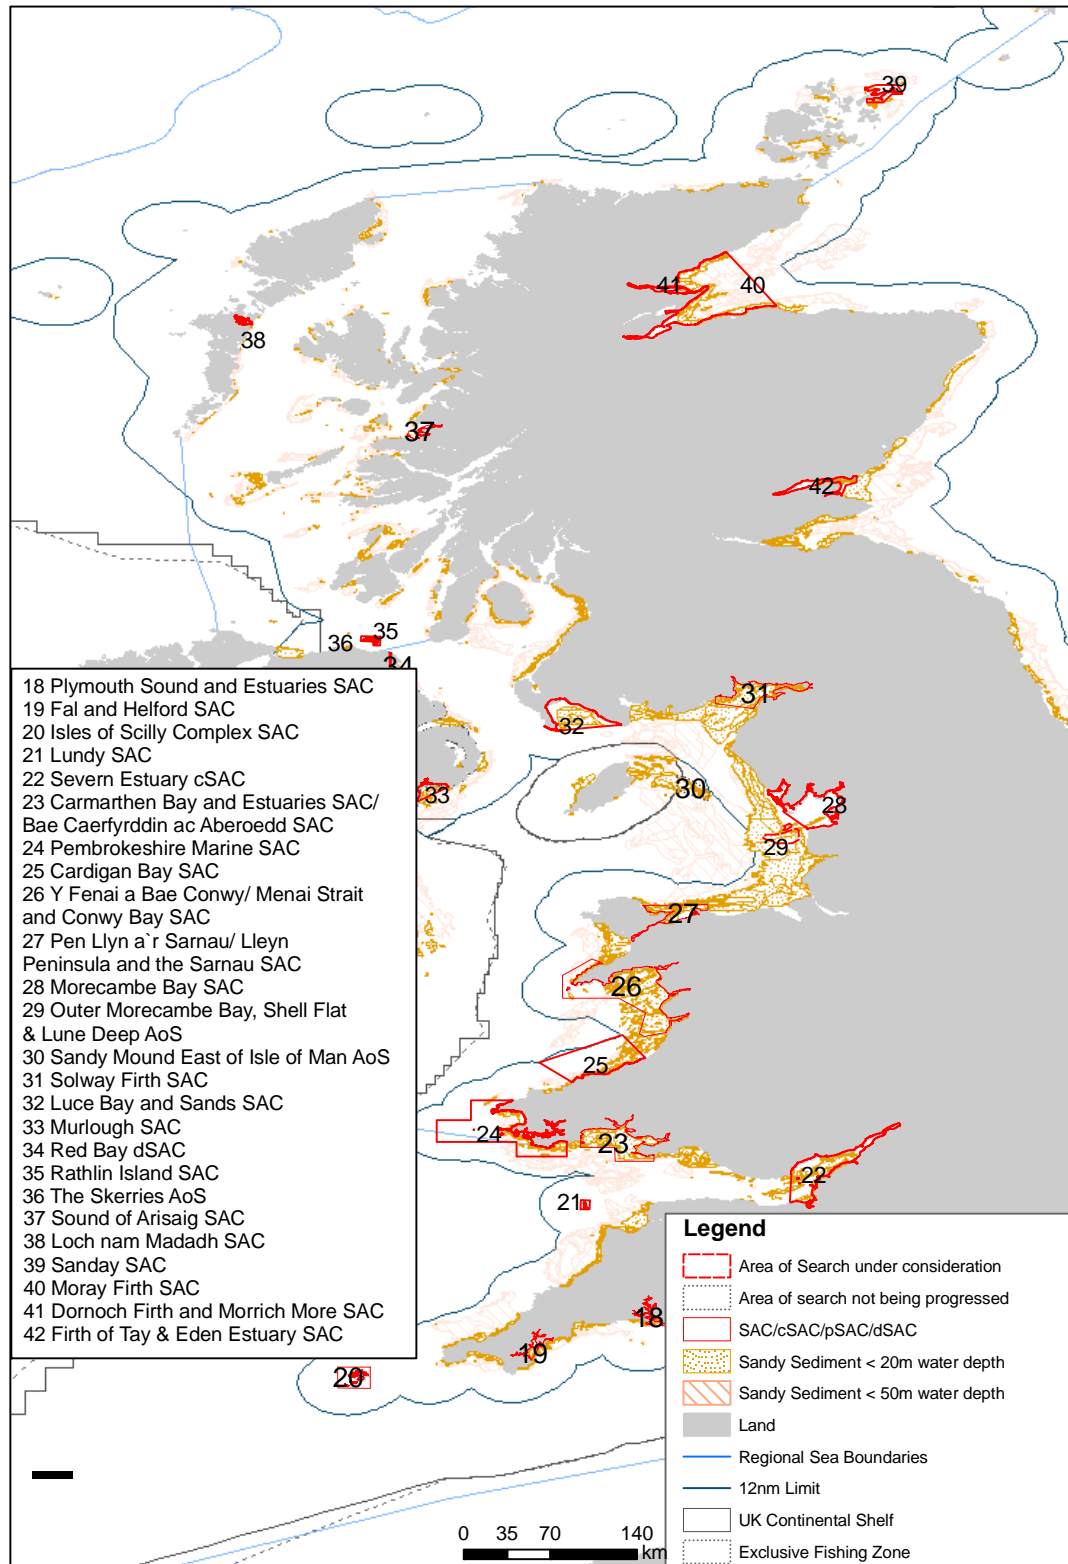 39
41
40
38
37
42
36
35
34
31
32
30
33
28
29
27
26
25
24
23
22
21
18
19
20
18 Plymouth Sound and Estuaries SAC
19 Fal and Helford SAC
20 Isles of Scilly Complex SAC
21 Lundy SAC
22 Severn Estuary cSAC
23 Carmarthen Bay and Estuaries SAC/
Bae Caerfyrddin ac Aberoedd SAC
24 Pembrokeshire Marine SAC
25 Cardigan Bay SAC
26 Y Fenai a Bae Conwy/ Menai Strait
and Conwy Bay SAC
27 Pen Llyn a`r Sarnau/ Lleyn
Peninsula and the Sarnau SAC
28 Morecambe Bay SAC
29 Outer Morecambe Bay, Shell Flat
& Lune Deep AoS
30 Sandy Mound East of Isle of Man AoS
31 Solway Firth SAC
32 Luce Bay and Sands SAC
33 Murlough SAC
34 Red Bay dSAC
35 Rathlin Island SAC
36 The Skerries AoS
37 Sound of Arisaig SAC
38 Loch nam Madadh SAC
39 Sanday SAC
40 Moray Firth SAC
41 Dornoch Firth and Morrich More SAC
42 Firth of Tay & Eden Estuary SAC
Legend
Area of Search under consideration
Area of search not being progressed
SAC/cSAC/pSAC/dSAC
Sandy Sediment < 20m water depth
Sandy Sediment < 50m water depth
Land
Regional Sea Boundaries
12nm Limit
UK Continental Shelf
Exclusive Fishing Zone
0 35 70 140
km